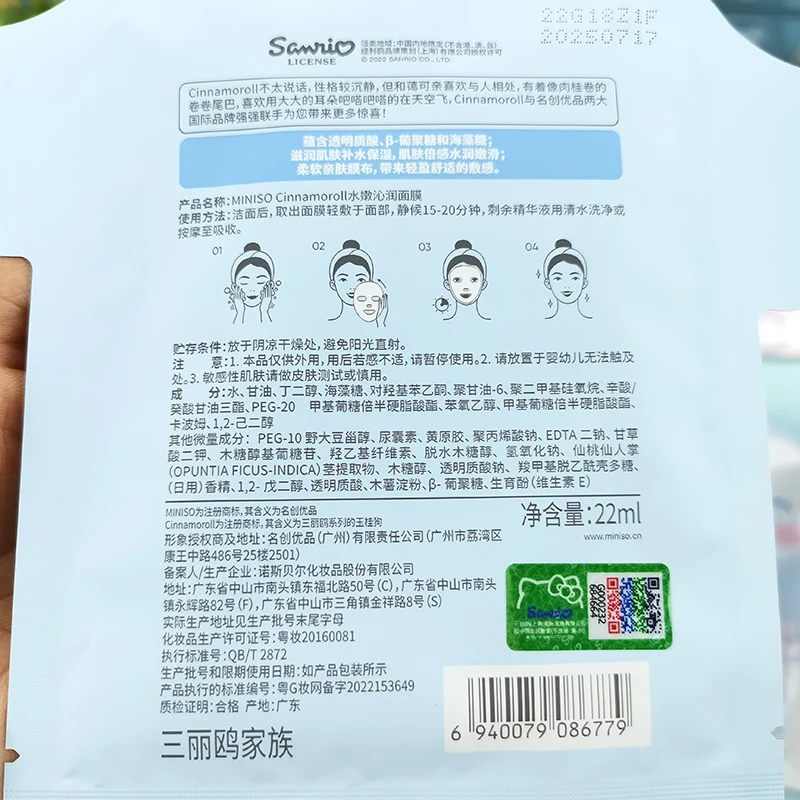 22G18Z1F
20250717
Sanrio
LICENSE
版卖地域:中国内地限定(不含港、澳、台)
经利鸥品牌策划(上海)有限公司授权许可
© 2022 SANRIO CO., LTD.
Cinnamoroll不太说话,性格较沉静,但和蔼可亲喜欢与人相处,有着像肉桂卷的
卷卷尾巴,喜欢用大大的耳朵吧嗒吧嗒的在天空飞,Cinnamoroll与名创优品两大
国际品牌强强联手为您带来更多惊喜!
蕴含透明质酸、β-葡聚糖和海藻糖;
滋润肌肤补水保湿,肌肤倍感水润嫩滑;
柔软亲肤膜布,带来轻盈舒适的敷感。
产品名称:MINISO Cinnamoroll水嫩沁润面膜
使用方法:洁面后,取出面膜轻敷于面部,静候15-20分钟,剩余精华液用清水洗净或
按摩至吸收。
01 02 03 04
贮存条件:放于阴凉干燥处,避免阳光直射。
注 意:1. 本品仅供外用,用后若感不适,请暂停使用。2. 请放置于婴幼儿无法触及
处。3. 敏感性肌肤请做皮肤测试或慎用。
成 分:水、甘油、丁二醇、海藻糖、对羟基苯乙酮、聚甘油-6、聚二甲基硅氧烷、辛酸/
癸酸甘油三酯、PEG-20 甲基葡糖倍半硬脂酸酯、苯氧乙醇、甲基葡糖倍半硬脂酸酯、
卡波姆、1,2-己二醇
其他微量成分: PEG-10 野大豆甾醇、尿囊素、黄原胶、聚丙烯酸钠、EDTA 二钠、甘草
酸二钾、木糖醇基葡糖苷、羟乙基纤维素、脱水木糖醇、氢氧化钠、仙桃仙人掌
(OPUNTIA FICUS-INDICA)茎提取物、木糖醇、透明质酸钠、羧甲基脱乙酰壳多糖、
(日用)香精、1,2- 戊二醇、透明质酸、木薯淀粉、β- 葡聚糖、生育酚(维生素 E)
MINISO为注册商标,其含义为名创优品
Cinnamoroll为注册商标,其含义为三丽鸥系列的玉桂狗
净含量:22ml
www.miniso.cn
形象授权商及地址:名创优品(广州)有限责任公司(广州市荔湾区
康王中路486号25楼2501)
备案人/生产企业:诺斯贝尔化妆品股份有限公司
地址:广东省中山市南头镇东福北路50号(C),广东省中山市南头
镇永辉路82号(F),广东省中山市三角镇金祥路8号(S)
实际生产地址见生产批号末尾字母
化妆品生产许可证号:粤妆20160081
执行标准号:QB/T 2872
生产批号和限期使用日期:如产品包装所示
产品执行的标准编号:粤G妆网备字2022153649
质检证明:合格 产地:广东
Sanrio
6 940079 086779
三丽鸥家族